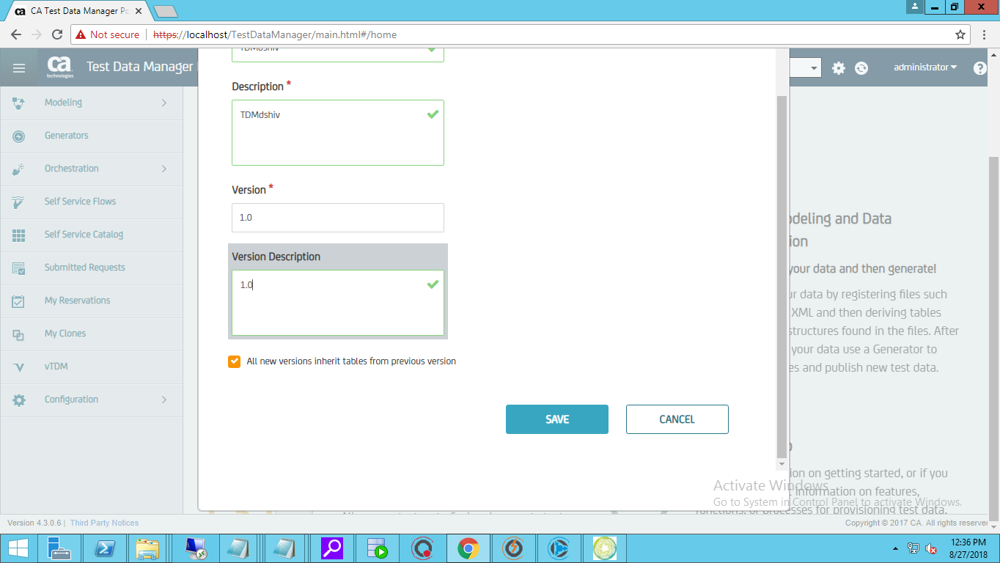 CA Test Data Manager Po
Not secure
https://localhost/TestDataManager/main.html#/home
ca
technologies
Test Data Manager
administrator
Modeling
Generators
Orchestration
Self Service Flows
Self Service Catalog
Submitted Requests
My Reservations
My Clones
vTDM
Configuration
TDMdshiv
Description *
TDMdshiv
Version *
1.0
Version Description
1.0
All new versions inherit tables from previous version
SAVE
CANCEL
odeling and Data
ion
your data and then generate!
ur data by registering files such
XML and then deriving tables
structures found in the files. After
your data use a Generator to
es and publish new test data.
ion on getting started, or if you
information on features,
functions, or processes for provisioning test data.
Activate Windows
Go to System in Control Panel to activate Windows.
Version 4.3.0.6 | Third Party Notices
Copyright © 2017 CA. All rights reserve
12:36 PM
8/27/2018